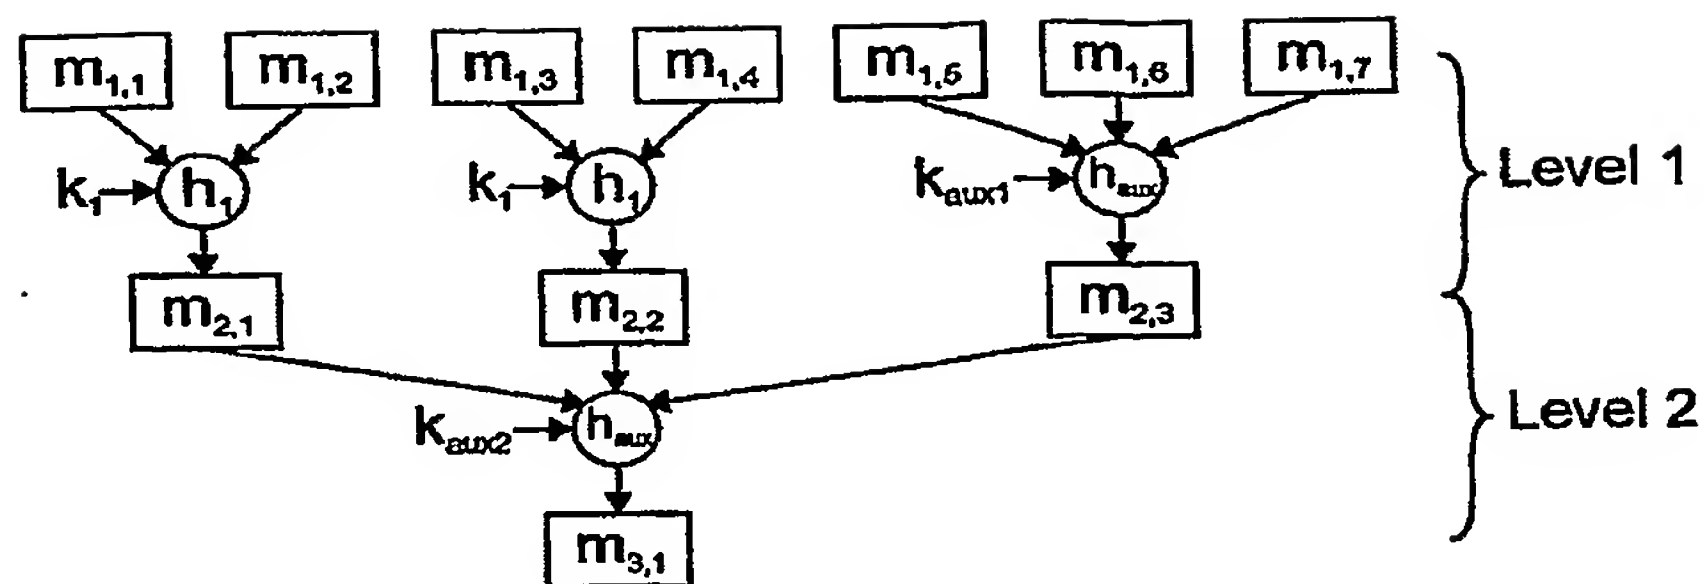 m1,1 m1,2 m1,3 m1,4 m1,5 m1,6 m1,7
k1 h1 k1 h1 kaux1 haux Level 1
m2,1 m2,2 m2,3
kaux2 haux Level 2
m3,1